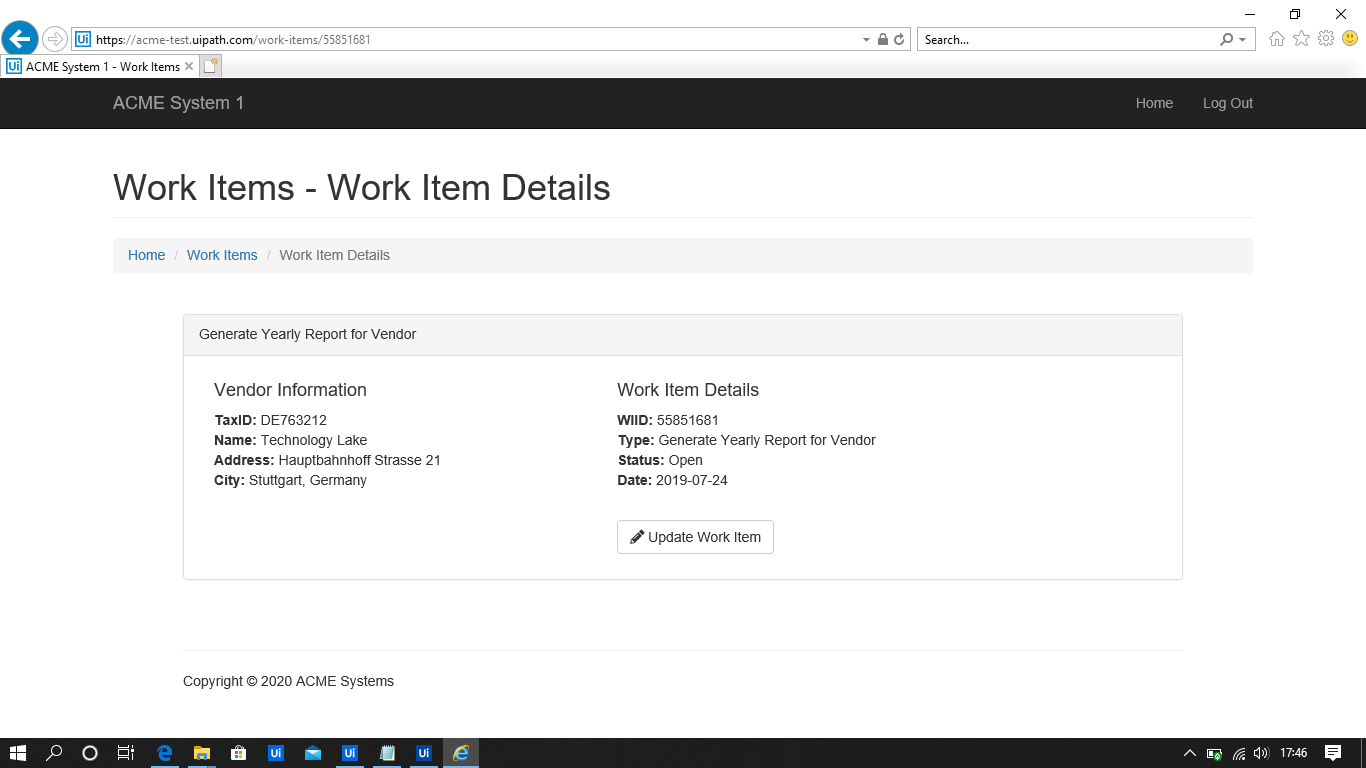 https://acme-test.uipath.com/work-items/55851681
Search...
Ui ACME System 1 - Work Items
ACME System 1 Home Log Out
Work Items - Work Item Details
Home / Work Items / Work Item Details
Generate Yearly Report for Vendor
Vendor Information
TaxID: DE763212
Name: Technology Lake
Address: Hauptbahnhoff Strasse 21
City: Stuttgart, Germany
Work Item Details
WIID: 55851681
Type: Generate Yearly Report for Vendor
Status: Open
Date: 2019-07-24
Update Work Item
Copyright © 2020 ACME Systems
Ui Ui Ui 17:46